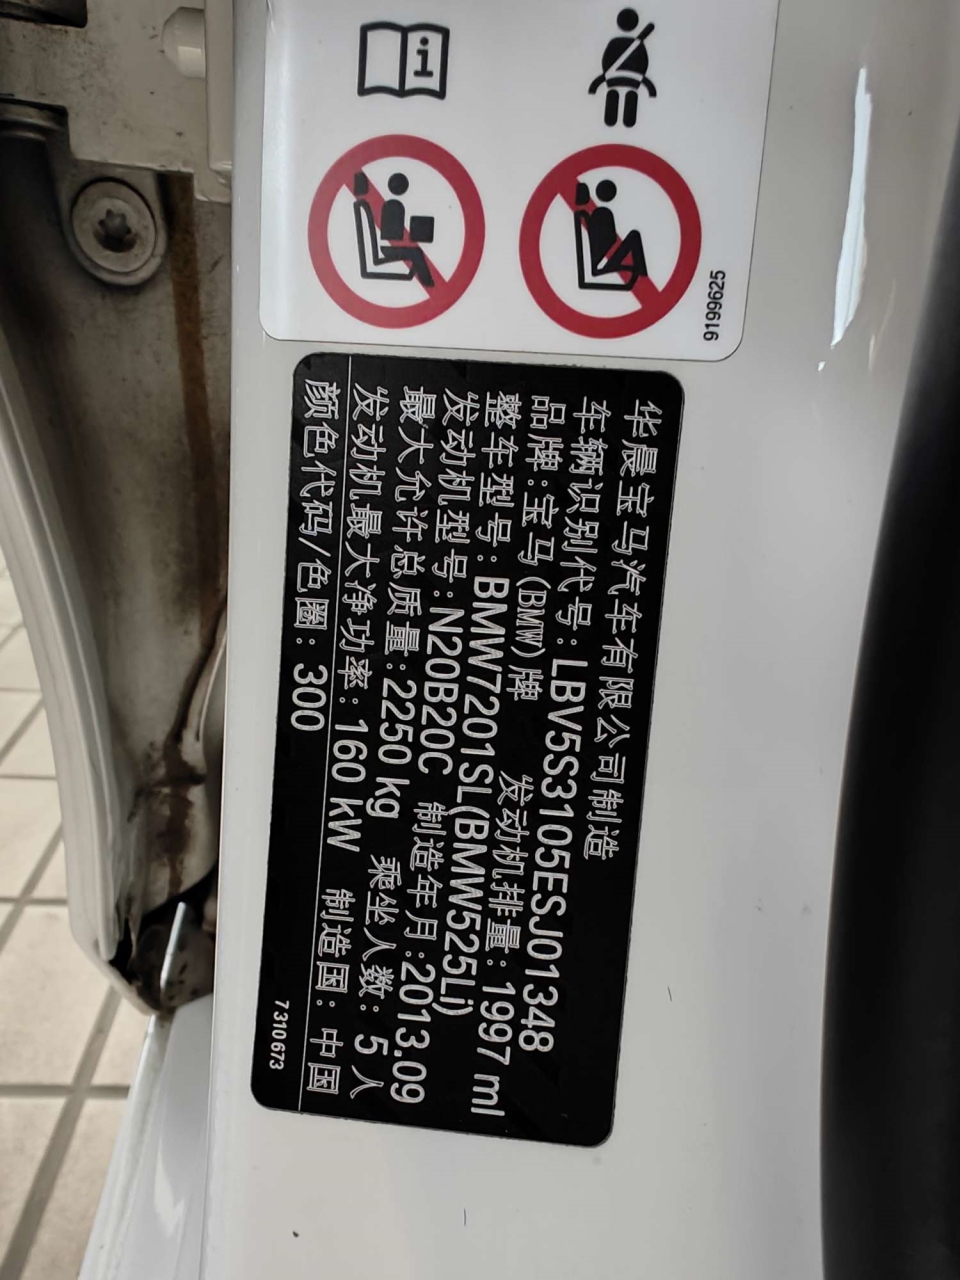 9199625
华晨宝马汽车有限公司制造
车辆识别代号：LBV5S3105ESJ01348
品牌：宝马(BMW)牌 发动机排量：1997 ml
整车型号：BMW7201SL(BMW525Li)
发动机型号：N20B20C 制造年月：2013.09
最大允许总质量：2250 kg 乘坐人数：5人
发动机最大净功率：160 kW 制造国：中国
颜色代码/色圈：300
7310673